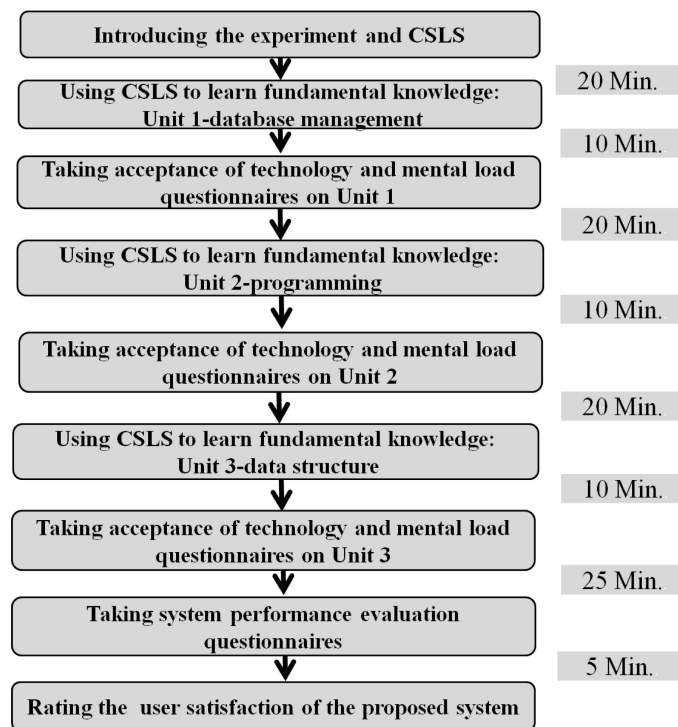 Introducing the experiment and CSLS
20 Min.
Using CSLS to learn fundamental knowledge:
Unit 1-database management
10 Min.
Taking acceptance of technology and mental load
questionnaires on Unit 1
20 Min.
Using CSLS to learn fundamental knowledge:
Unit 2-programming
10 Min.
Taking acceptance of technology and mental load
questionnaires on Unit 2
20 Min.
Using CSLS to learn fundamental knowledge:
Unit 3-data structure
10 Min.
Taking acceptance of technology and mental load
questionnaires on Unit 3
25 Min.
Taking system performance evaluation
questionnaires
5 Min.
Rating the user satisfaction of the proposed system